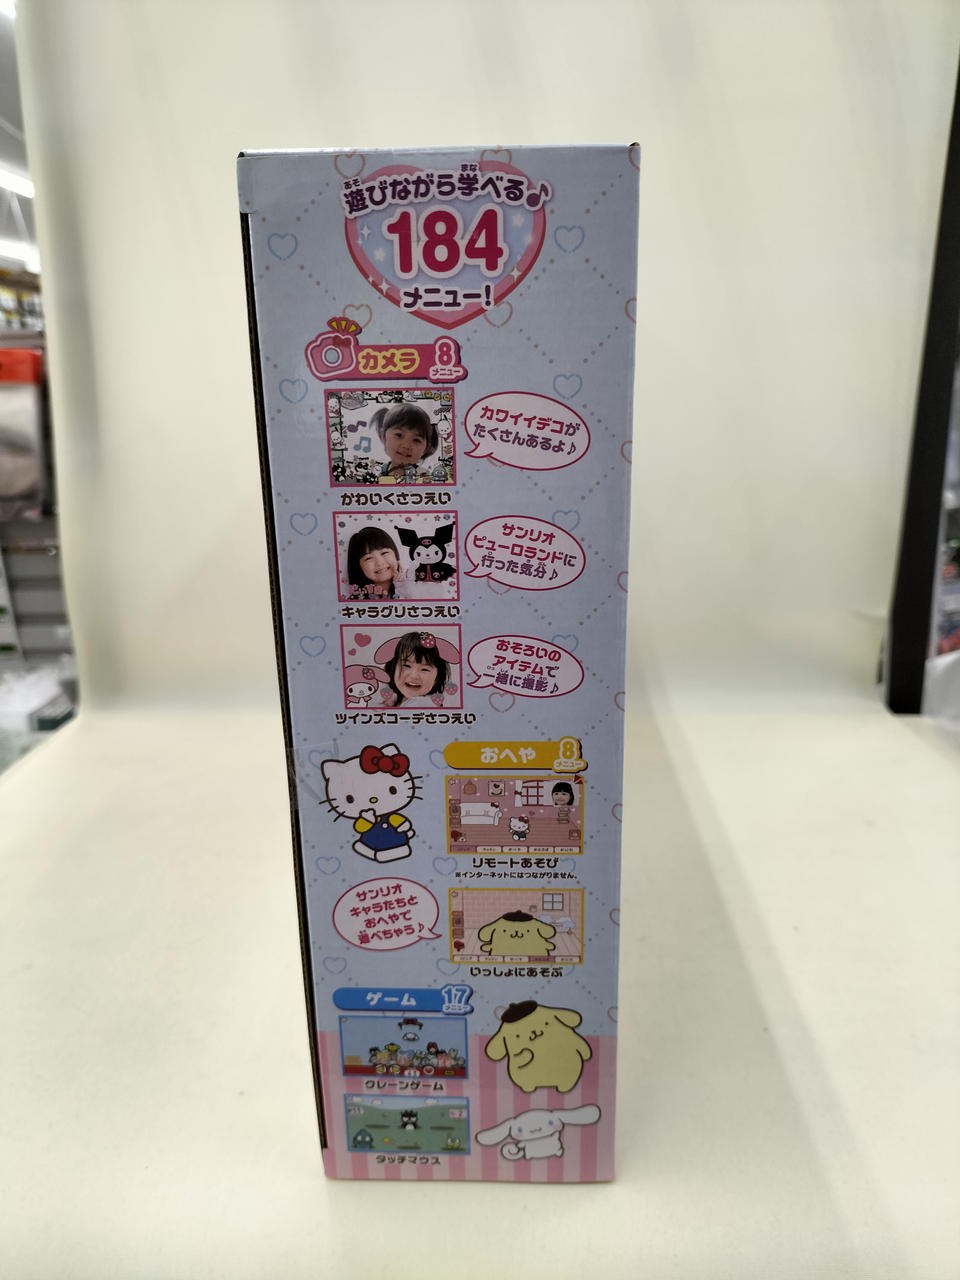 遊びながら学べる♪
184
メニュー!
カメラ 8メニュー
カワイイデコが
たくさんあるよ♪
かわいくさつえい
サンリオ
ピューロランドに
行った気分♪
キャラグリさつえい
おそろいの
アイテムで
一緒に撮影♪
ツインズコーデさつえい
おへや 8メニュー
リモートあそび
※インターネットにはつながりません。
サンリオ
キャラたちと
おへやで
遊べちゃう♪
いっしょにあそぶ
ゲーム 17メニュー
クレーンゲーム
タッチマウス